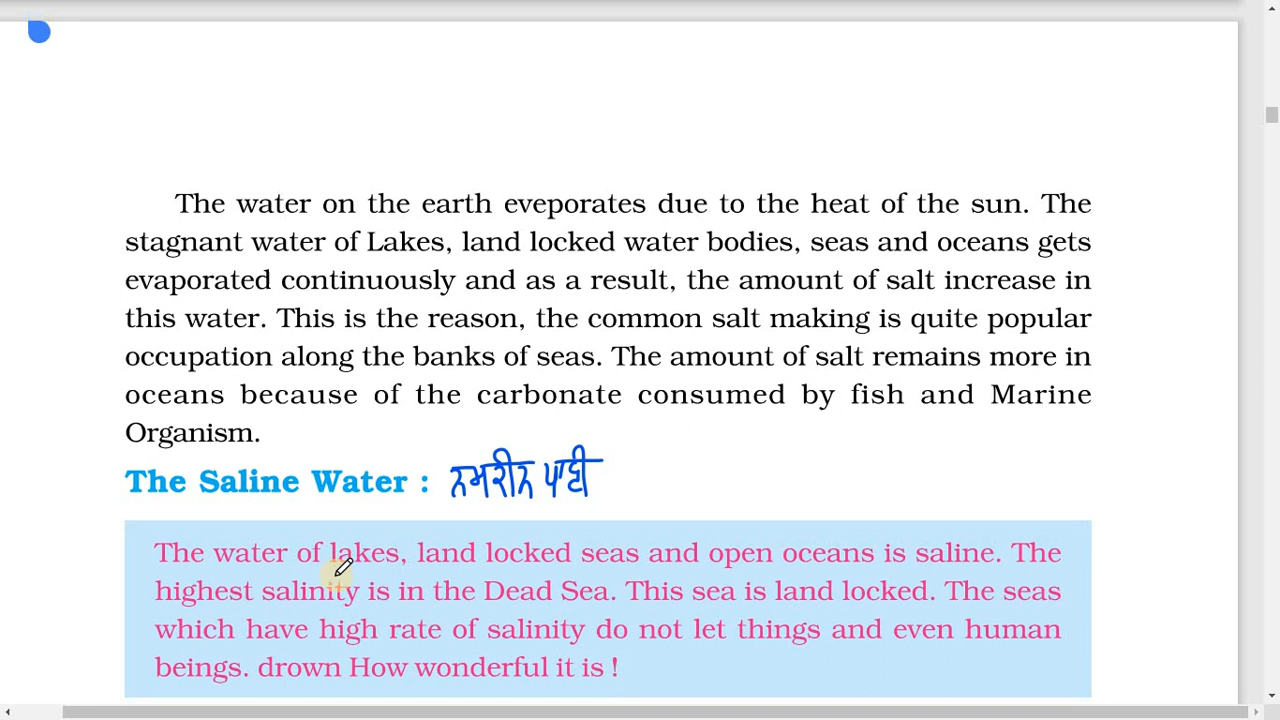 The water on the earth eveporates due to the heat of the sun. The
stagnant water of Lakes, land locked water bodies, seas and oceans gets
evaporated continuously and as a result, the amount of salt increase in
this water. This is the reason, the common salt making is quite popular
occupation along the banks of seas. The amount of salt remains more in
oceans because of the carbonate consumed by fish and Marine
Organism.
The Saline Water : ਨਮਕੀਨ ਪਾਣੀ
The water of lakes, land locked seas and open oceans is saline. The
highest salinity is in the Dead Sea. This sea is land locked. The seas
which have high rate of salinity do not let things and even human
beings. drown How wonderful it is !